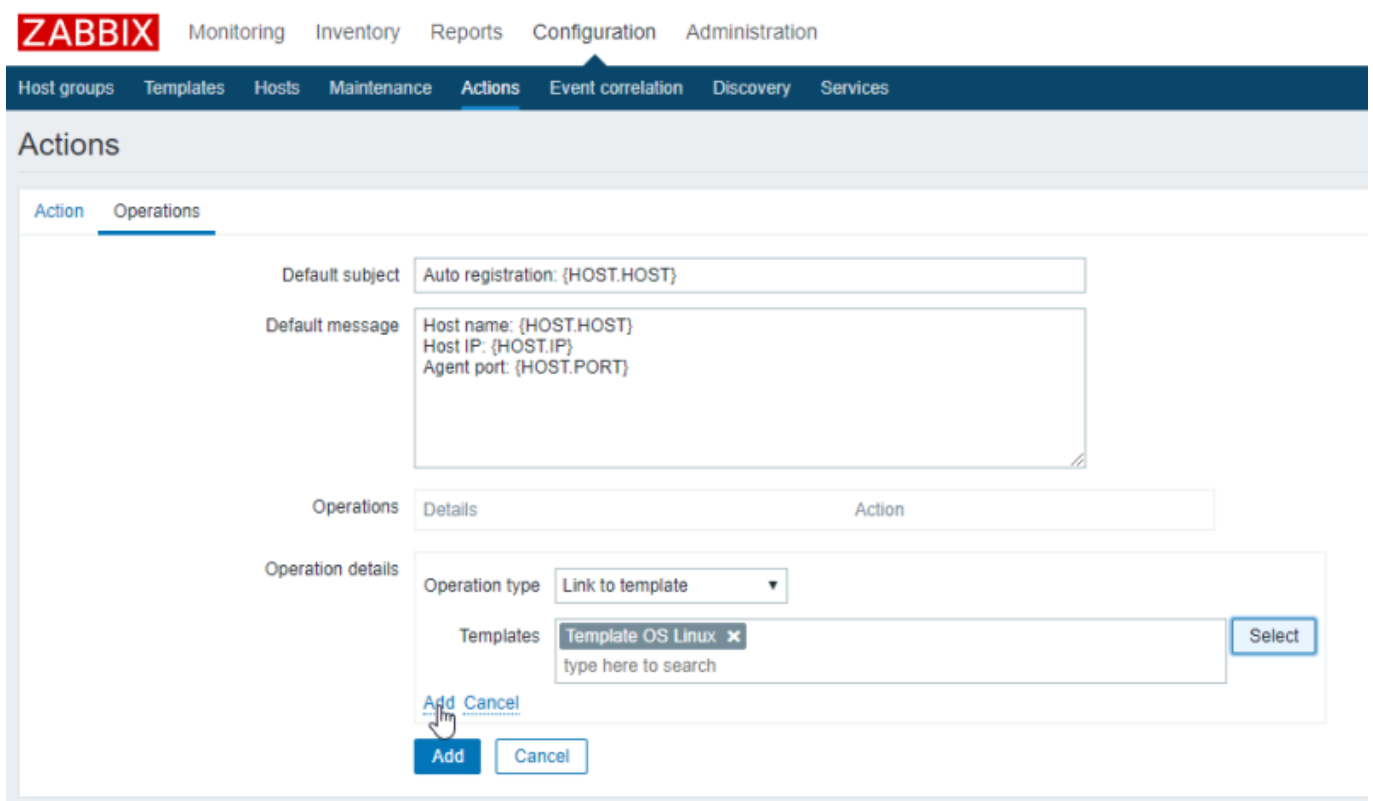 ZABBIX Monitoring Inventory Reports Configuration Administration
Host groups Templates Hosts Maintenance Actions Event correlation Discovery Services
Actions
Action Operations
Default subject Auto registration: {HOST.HOST}
Default message Host name: {HOST.HOST}
Host IP: {HOST.IP}
Agent port: {HOST.PORT}
Operations Details Action
Operation details
Operation type Link to template
Templates Template OS Linux Select
type here to search
Add Cancel
Add Cancel